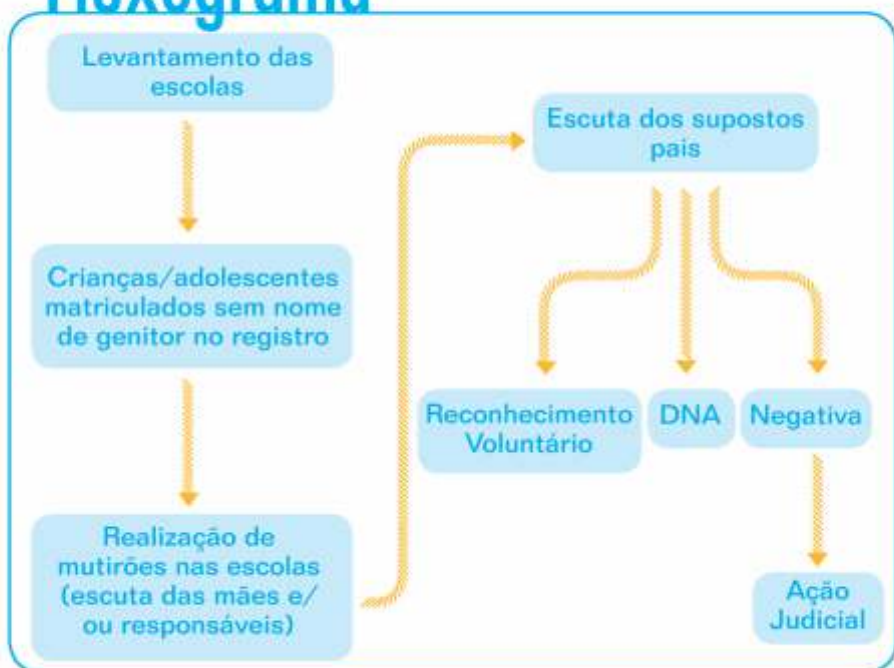 Fluxograma
Levantamento das
escolas
Crianças/adolescentes
matriculados sem nome
de genitor no registro
Realização de
mutirões nas escolas
(escuta das mães e/
ou responsáveis)
Escuta dos supostos
pais
Reconhecimento
Voluntário
DNA
Negativa
Ação
Judicial